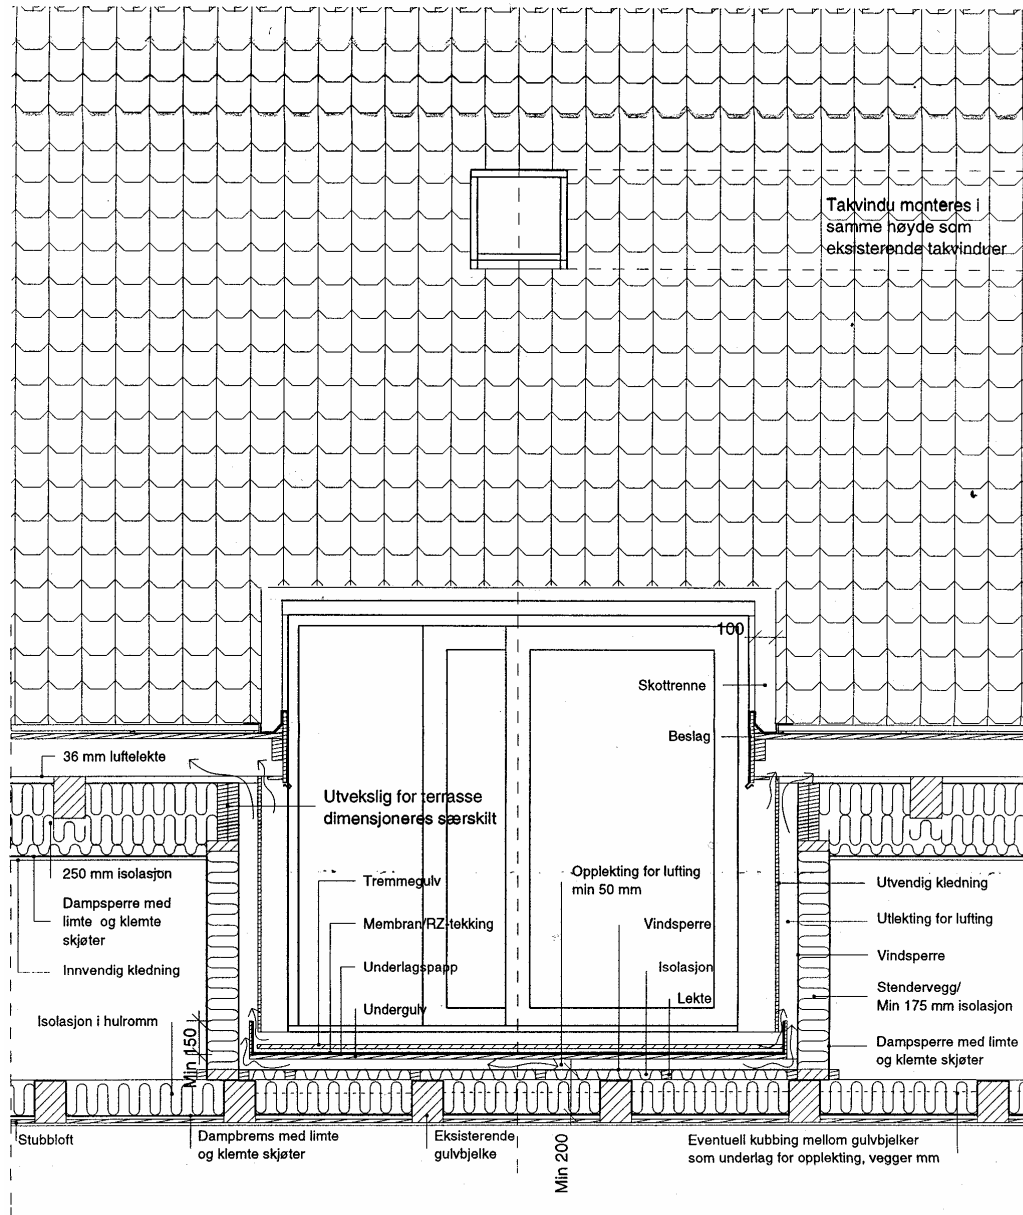 Takvindu monteres i
samme høyde som
eksisterende takvinduer
100
Skottrenne
Beslag
36 mm luftelekte
Utvekslig for terrasse
dimensjoneres særskilt
250 mm isolasjon
Dampsperre med
limte og klemte
skjøter
Innvendig kledning
Isolasjon i hulromm
Min 150
Tremmegulv
Membran/RZ-tekking
Underlagspapp
Undergulv
Opplekting for lufting
min 50 mm
Vindsperre
Isolasjon
Lekte
Utvendig kledning
Utlekting for lufting
Vindsperre
Stendervegg/
Min 175 mm isolasjon
Dampsperre med limte
og klemte skjøter
Stubbloft
Dampbrems med limte
og klemte skjøter
Eksisterende
gulvbjelke
Min 200
Eventuell kubbing mellom gulvbjelker
som underlag for opplekting, vegger mm